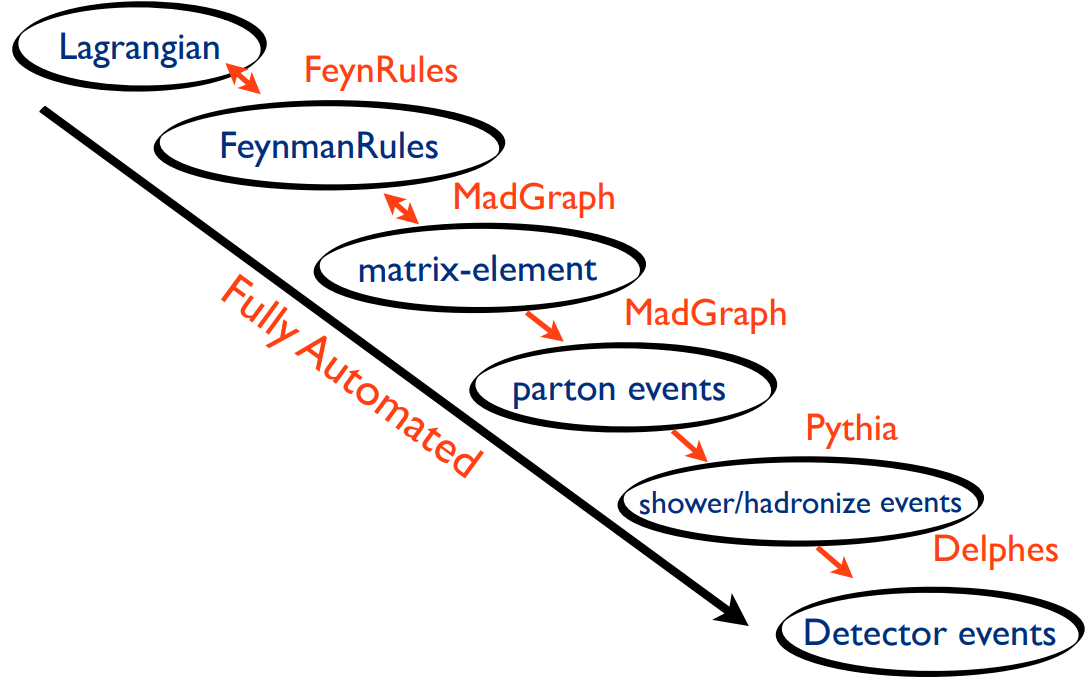 Lagrangian
FeynRules
FeynmanRules
MadGraph
matrix-element
MadGraph
parton events
Fully Automated
Pythia
shower/hadronize events
Delphes
Detector events